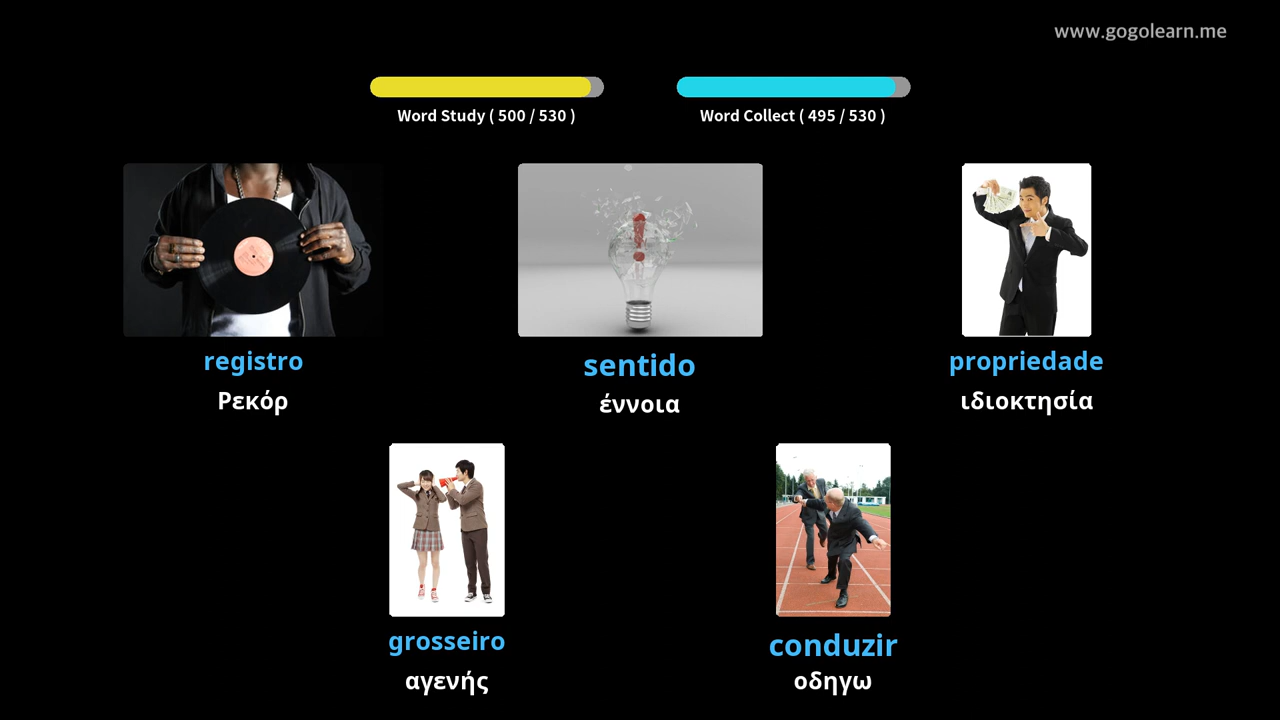 www.gogolearn.me
Word Study ( 500 / 530 )
Word Collect ( 495 / 530 )
registro
Ρεκόρ
sentido
έννοια
propriedade
ιδιοκτησία
grosseiro
αγενής
conduzir
οδηγω